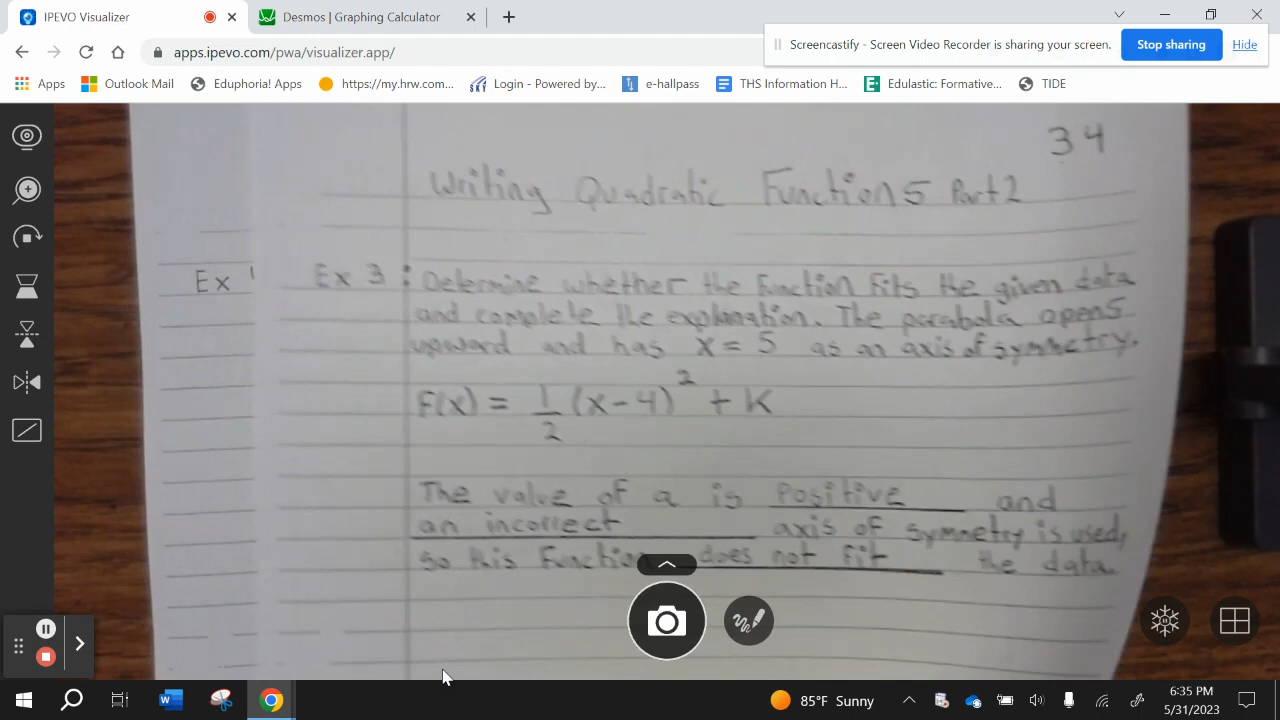 IPEVO Visualizer
Desmos | Graphing Calculator
apps.ipevo.com/pwa/visualizer.app/
Screencastify - Screen Video Recorder is sharing your screen. Stop sharing Hide
Apps Outlook Mail Eduphoria! A... https://my.hrw.com... Login - Powered by... e-hallpass THS Information H... Edulastic: Formative... TIDE
34
Writing Quadratic Functions Part 2
Ex 1
Ex 3: Determine whether the function fits the given data
and complete the explanation. The parabola opens
upward and has x = 5 as an axis of symmetry.
F(x) = 1/2 (x-4)² + K
The value of a is Positive and
an incorrect axis of symmetry is used,
so this Function does not fit the data.
85°F Sunny
6:35 PM
5/31/2023